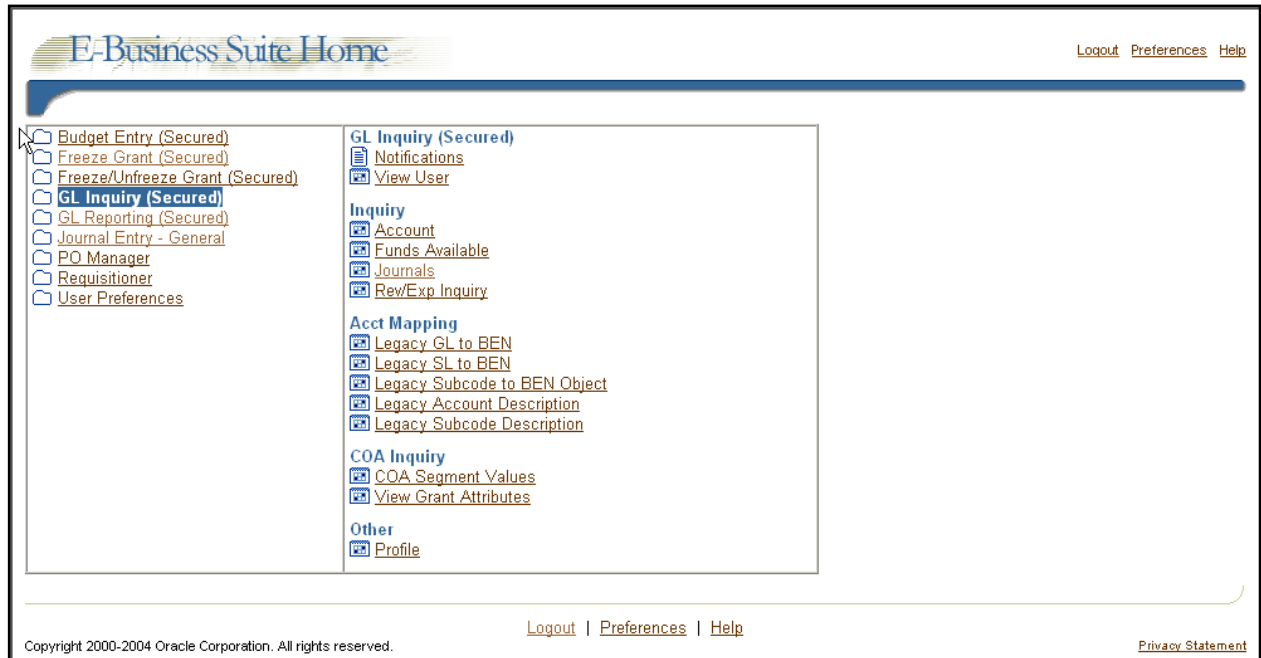 E-Business Suite Home
Logout Preferences Help
Budget Entry (Secured)
Freeze Grant (Secured)
Freeze/Unfreeze Grant (Secured)
GL Inquiry (Secured)
GL Reporting (Secured)
Journal Entry - General
PO Manager
Requisitioner
User Preferences
GL Inquiry (Secured)
Notifications
View User
Inquiry
Account
Funds Available
Journals
Rev/Exp Inquiry
Acct Mapping
Legacy GL to BEN
Legacy SL to BEN
Legacy Subcode to BEN Object
Legacy Account Description
Legacy Subcode Description
COA Inquiry
COA Segment Values
View Grant Attributes
Other
Profile
Logout | Preferences | Help
Copyright 2000-2004 Oracle Corporation. All rights reserved.
Privacy Statement